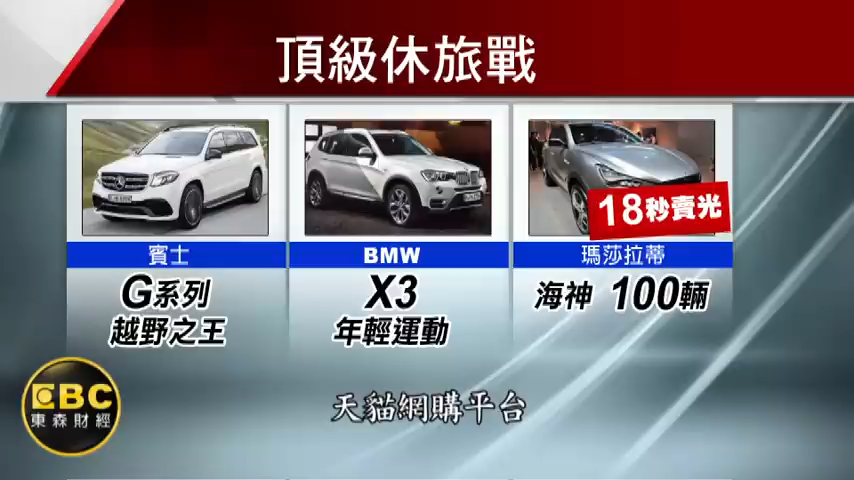 頂級休旅戰
18秒賣光
賓士
BMW
瑪莎拉蒂
G系列
越野之王
X3
年輕運動
海神 100輛
EBC
東森財經
天貓網購平台